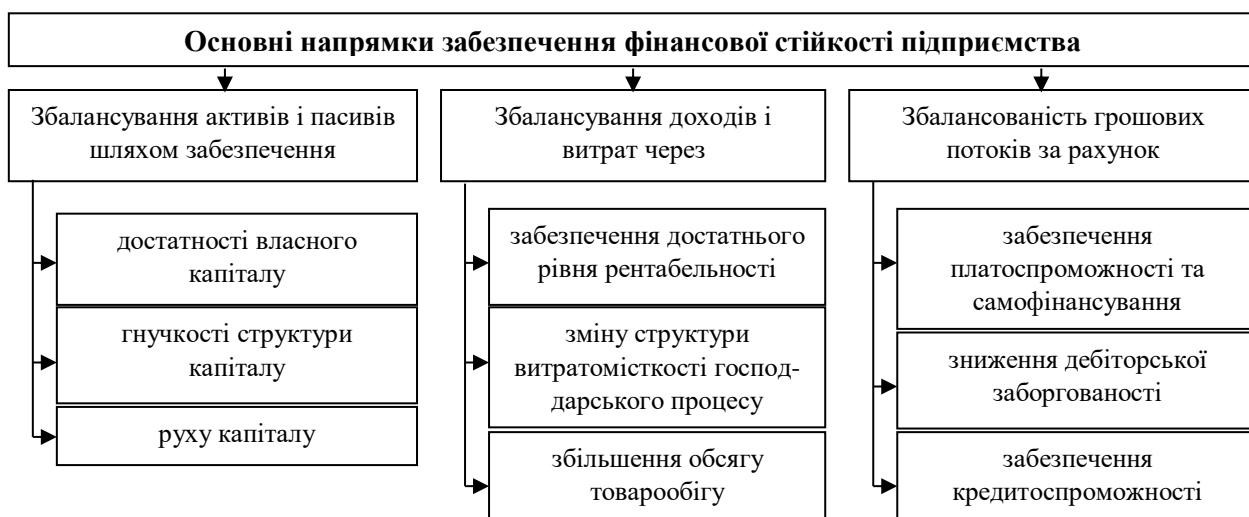 Основні напрямки забезпечення фінансової стійкості підприємства
Збалансування активів і пасивів
шляхом забезпечення
достатності власного
капіталу
гнучкості структури
капіталу
руху капіталу
Збалансування доходів і
витрат через
забезпечення достатнього
рівня рентабельності
зміну структури
витратомісткості господ-
дарського процесу
збільшення обсягу
товарообігу
Збалансованість грошових
потоків за рахунок
забезпечення
платоспроможності та
самофінансування
зниження дебіторської
заборгованості
забезпечення
кредитоспроможності